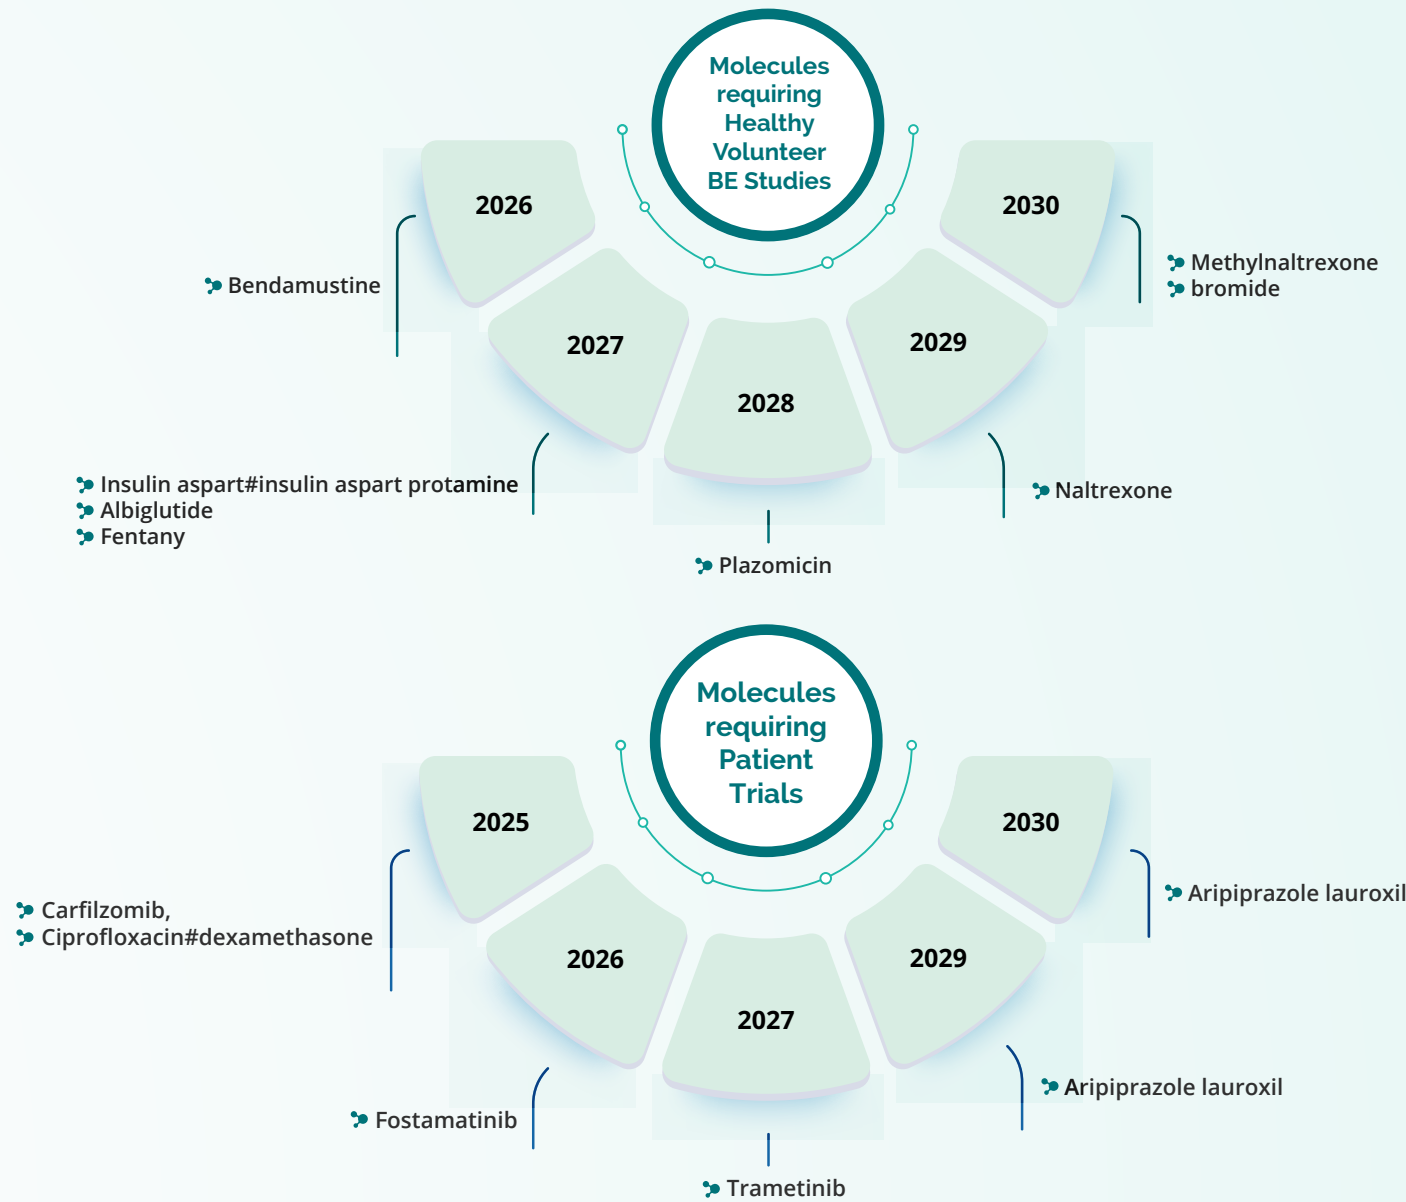 Molecules
requiring
Healthy
Volunteer
BE Studies
2026
2030
Bendamustine
Methylnaltrexone
bromide
2027
2029
2028
Insulin aspart#insulin aspart protamine
Albiglutide
Fentany
Naltrexone
Plazomicin
Molecules
requiring
Patient
Trials
2025
2030
Carfilzomib,
Ciprofloxacin#dexamethasone
Aripiprazole lauroxil
2026
2029
2027
Fostamatinib
Aripiprazole lauroxil
Trametinib